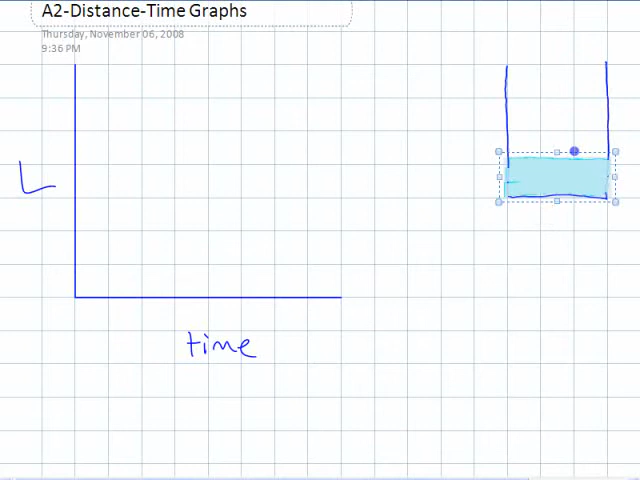 A2-Distance-Time Graphs
Thursday, November 06, 2008
9:36 PM
L
time